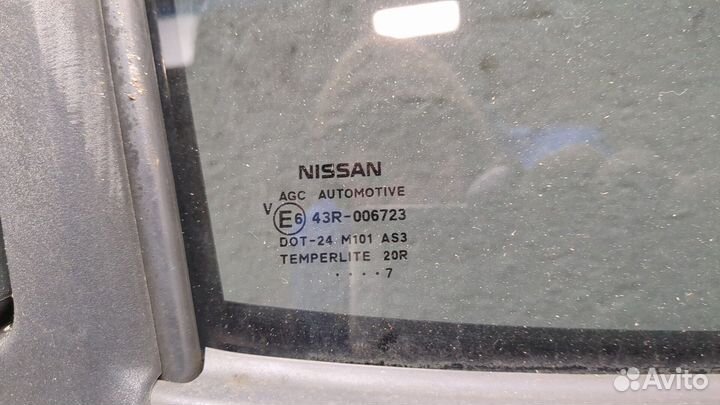 NISSAN
AGC AUTOMOTIVE
V E6 43R-006723
DOT-24 M101 AS3
TEMPERLITE 20R
....7
Avito